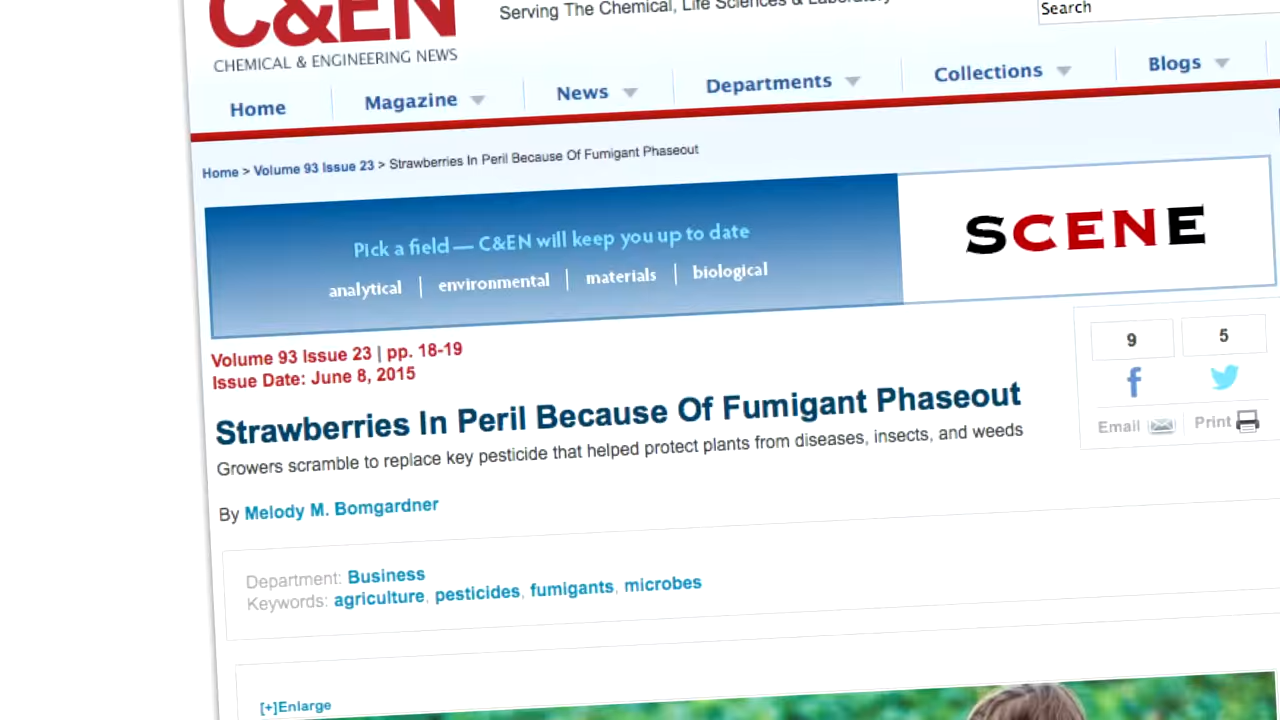 C&EN
Serving The Chemical, Life Sciences & Laboratory
Search
CHEMICAL & ENGINEERING NEWS
Home
Magazine
News
Departments
Collections
Blogs
Home > Volume 93 Issue 23 > Strawberries In Peril Because Of Fumigant Phaseout
Pick a field — C&EN will keep you up to date
analytical | environmental | materials | biological
SCENE
Volume 93 Issue 23 | pp. 18-19
Issue Date: June 8, 2015
9
5
Strawberries In Peril Because Of Fumigant Phaseout
Email
Print
Growers scramble to replace key pesticide that helped protect plants from diseases, insects, and weeds
By Melody M. Bomgardner
Department: Business
Keywords: agriculture, pesticides, fumigants, microbes
[+]Enlarge